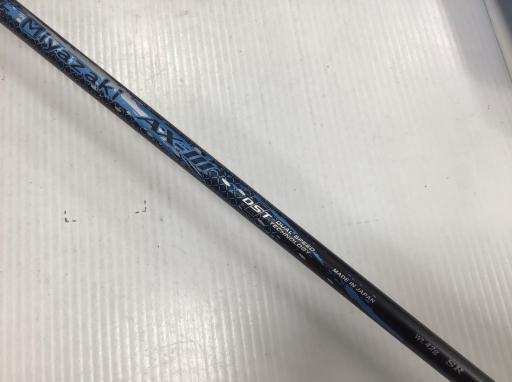 Miyazaki AX-III
DST DUAL SPEED
TECHNOLOGY
MADE IN JAPAN
SR